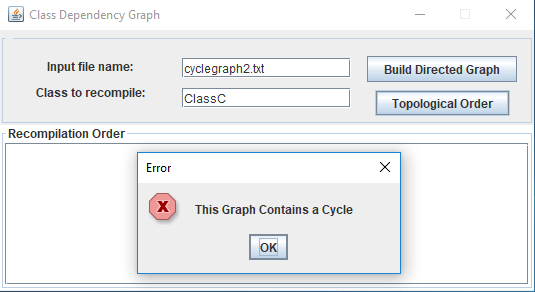 Class Dependency Graph
Input file name:
cyclegraph2.txt
Build Directed Graph
Class to recompile:
ClassC
Topological Order
Recompilation Order
Error
X
This Graph Contains a Cycle
OK